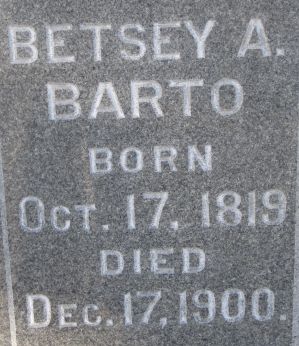 BETSEY A.
BARTO
BORN
OCT. 17, 1819
DIED
DEC. 17, 1900.